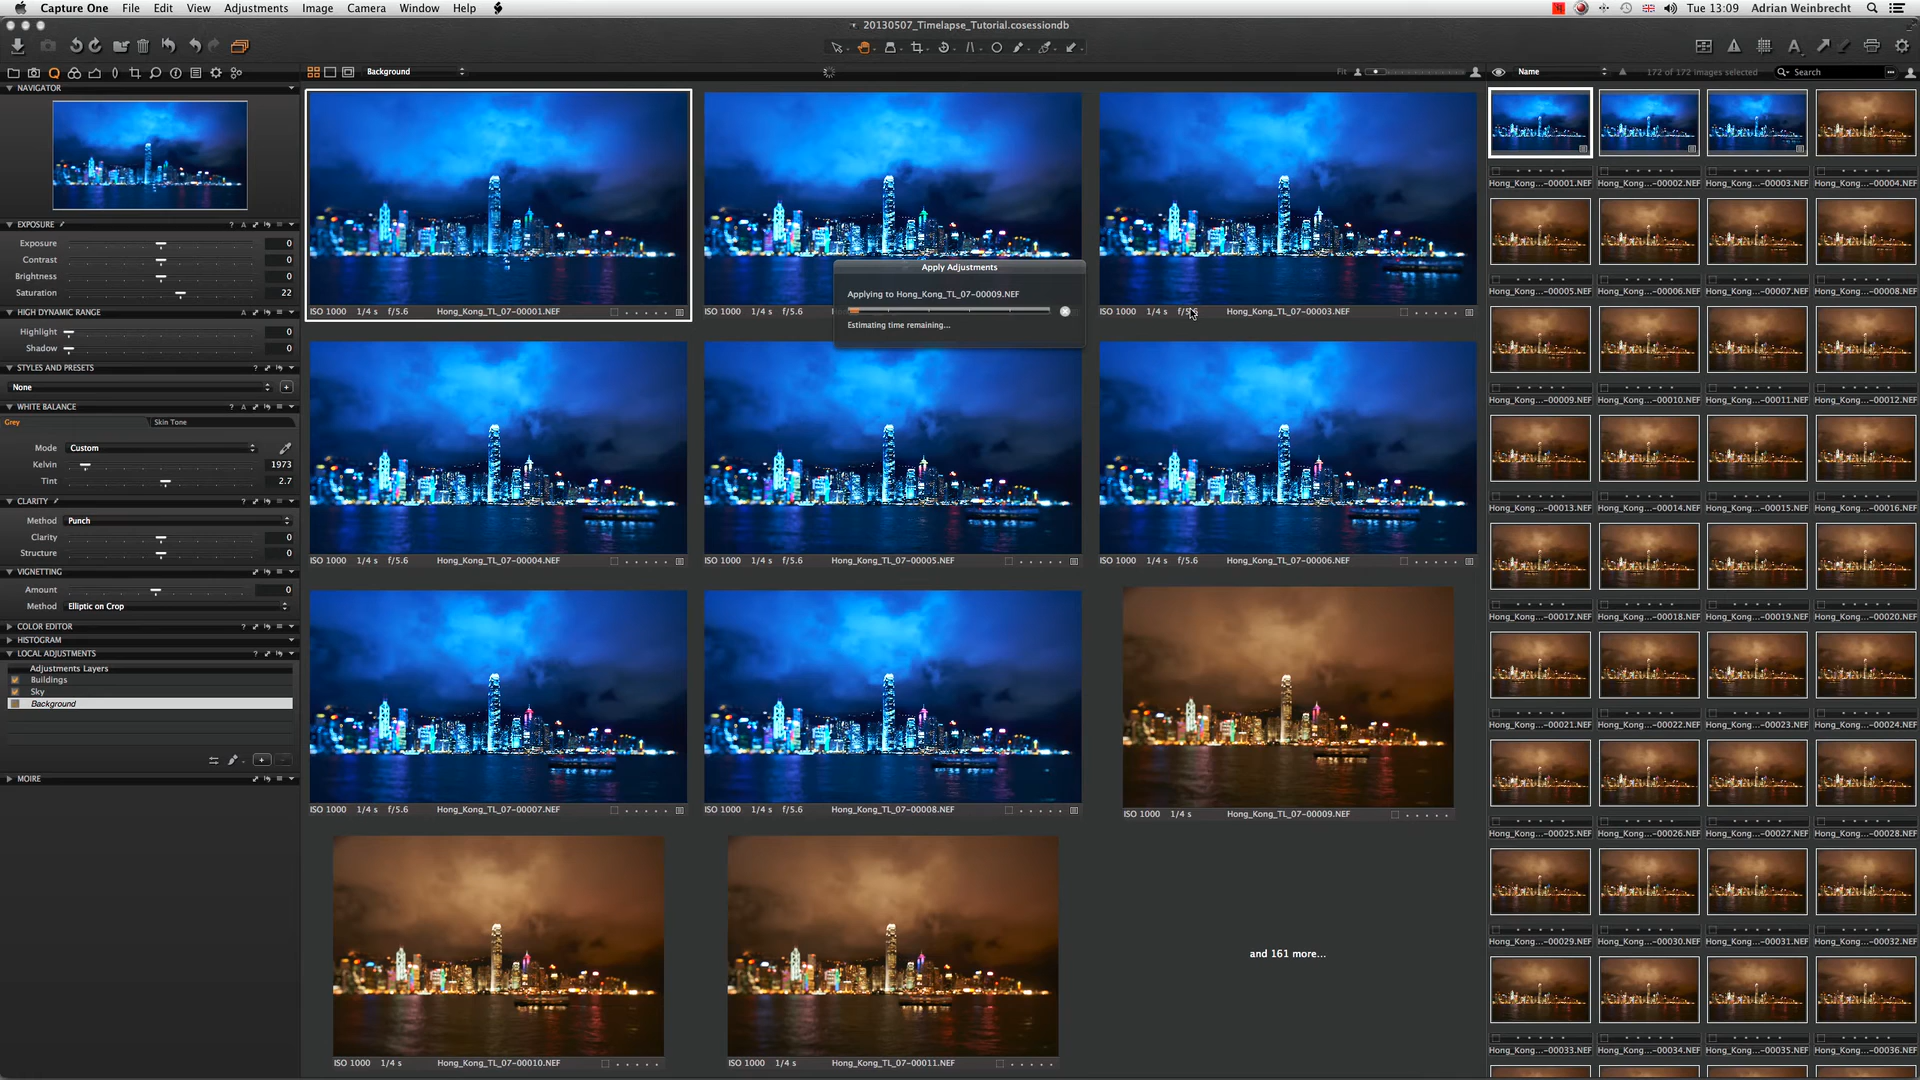 Capture One File Edit View Adjustments Image Camera Window Help
Tue 13:09 Adrian Weinbrecht
20130507_Timelapse_Tutorial.cosessiondb
Background
Fit
Name
172 of 172 images selected
Search
NAVIGATOR
EXPOSURE
Exposure 0
Contrast 0
Brightness 0
Saturation 22
HIGH DYNAMIC RANGE
Highlight 0
Shadow 0
STYLES AND PRESETS
None
WHITE BALANCE
Grey Skin Tone
Mode Custom
Kelvin 1973
Tint 2.7
CLARITY
Method Punch
Clarity 0
Structure 0
VIGNETTING
Amount 0
Method Elliptic on Crop
COLOR EDITOR
HISTOGRAM
LOCAL ADJUSTMENTS
Adjustments Layers
Buildings
Sky
Background
MOIRE
Apply Adjustments
Applying to Hong_Kong_TL_07-00009.NEF
Estimating time remaining...
ISO 1000 1/4 s f/5.6 Hong_Kong_TL_07-00001.NEF
ISO 1000 1/4 s f/5.6 Hong_Kong_TL_07-00003.NEF
ISO 1000 1/4 s f/5.6 Hong_Kong_TL_07-00004.NEF
ISO 1000 1/4 s f/5.6 Hong_Kong_TL_07-00005.NEF
ISO 1000 1/4 s f/5.6 Hong_Kong_TL_07-00006.NEF
ISO 1000 1/4 s f/5.6 Hong_Kong_TL_07-00007.NEF
ISO 1000 1/4 s f/5.6 Hong_Kong_TL_07-00008.NEF
ISO 1000 1/4 s Hong_Kong_TL_07-00009.NEF
ISO 1000 1/4 s Hong_Kong_TL_07-00010.NEF
ISO 1000 1/4 s Hong_Kong_TL_07-00011.NEF
and 161 more...
ISO 1000 1/4 s f/5.6
Hong_Kong...-00001.NEF Hong_Kong...-00002.NEF Hong_Kong...-00003.NEF Hong_Kong...-00004.NEF
Hong_Kong...-00005.NEF Hong_Kong...-00006.NEF Hong_Kong...-00007.NEF Hong_Kong...-00008.NEF
Hong_Kong...-00009.NEF Hong_Kong...-00010.NEF Hong_Kong...-00011.NEF Hong_Kong...-00012.NEF
Hong_Kong...-00013.NEF Hong_Kong...-00014.NEF Hong_Kong...-00015.NEF Hong_Kong...-00016.NEF
Hong_Kong...-00017.NEF Hong_Kong...-00018.NEF Hong_Kong...-00019.NEF Hong_Kong...-00020.NEF
Hong_Kong...-00021.NEF Hong_Kong...-00022.NEF Hong_Kong...-00023.NEF Hong_Kong...-00024.NEF
Hong_Kong...-00025.NEF Hong_Kong...-00026.NEF Hong_Kong...-00027.NEF Hong_Kong...-00028.NEF
Hong_Kong...-00029.NEF Hong_Kong...-00030.NEF Hong_Kong...-00031.NEF Hong_Kong...-00032.NEF
Hong_Kong...-00033.NEF Hong_Kong...-00034.NEF Hong_Kong...-00035.NEF Hong_Kong...-00036.NEF